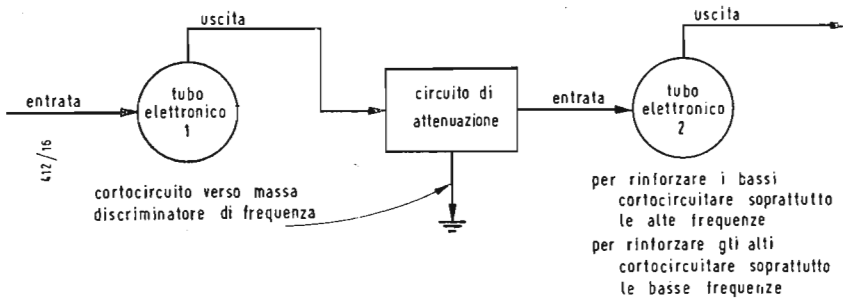 uscita
uscita
entrata
tubo
elettronico
1
circuito di
attenuazione
entrata
tubo
elettronico
2
412/16
cortocircuito verso massa
discriminatore di frequenza
per rinforzare i bassi
cortocircuitare soprattutto
le alte frequenze
per rinforzare gli alti
cortocircuitare soprattutto
le basse frequenze